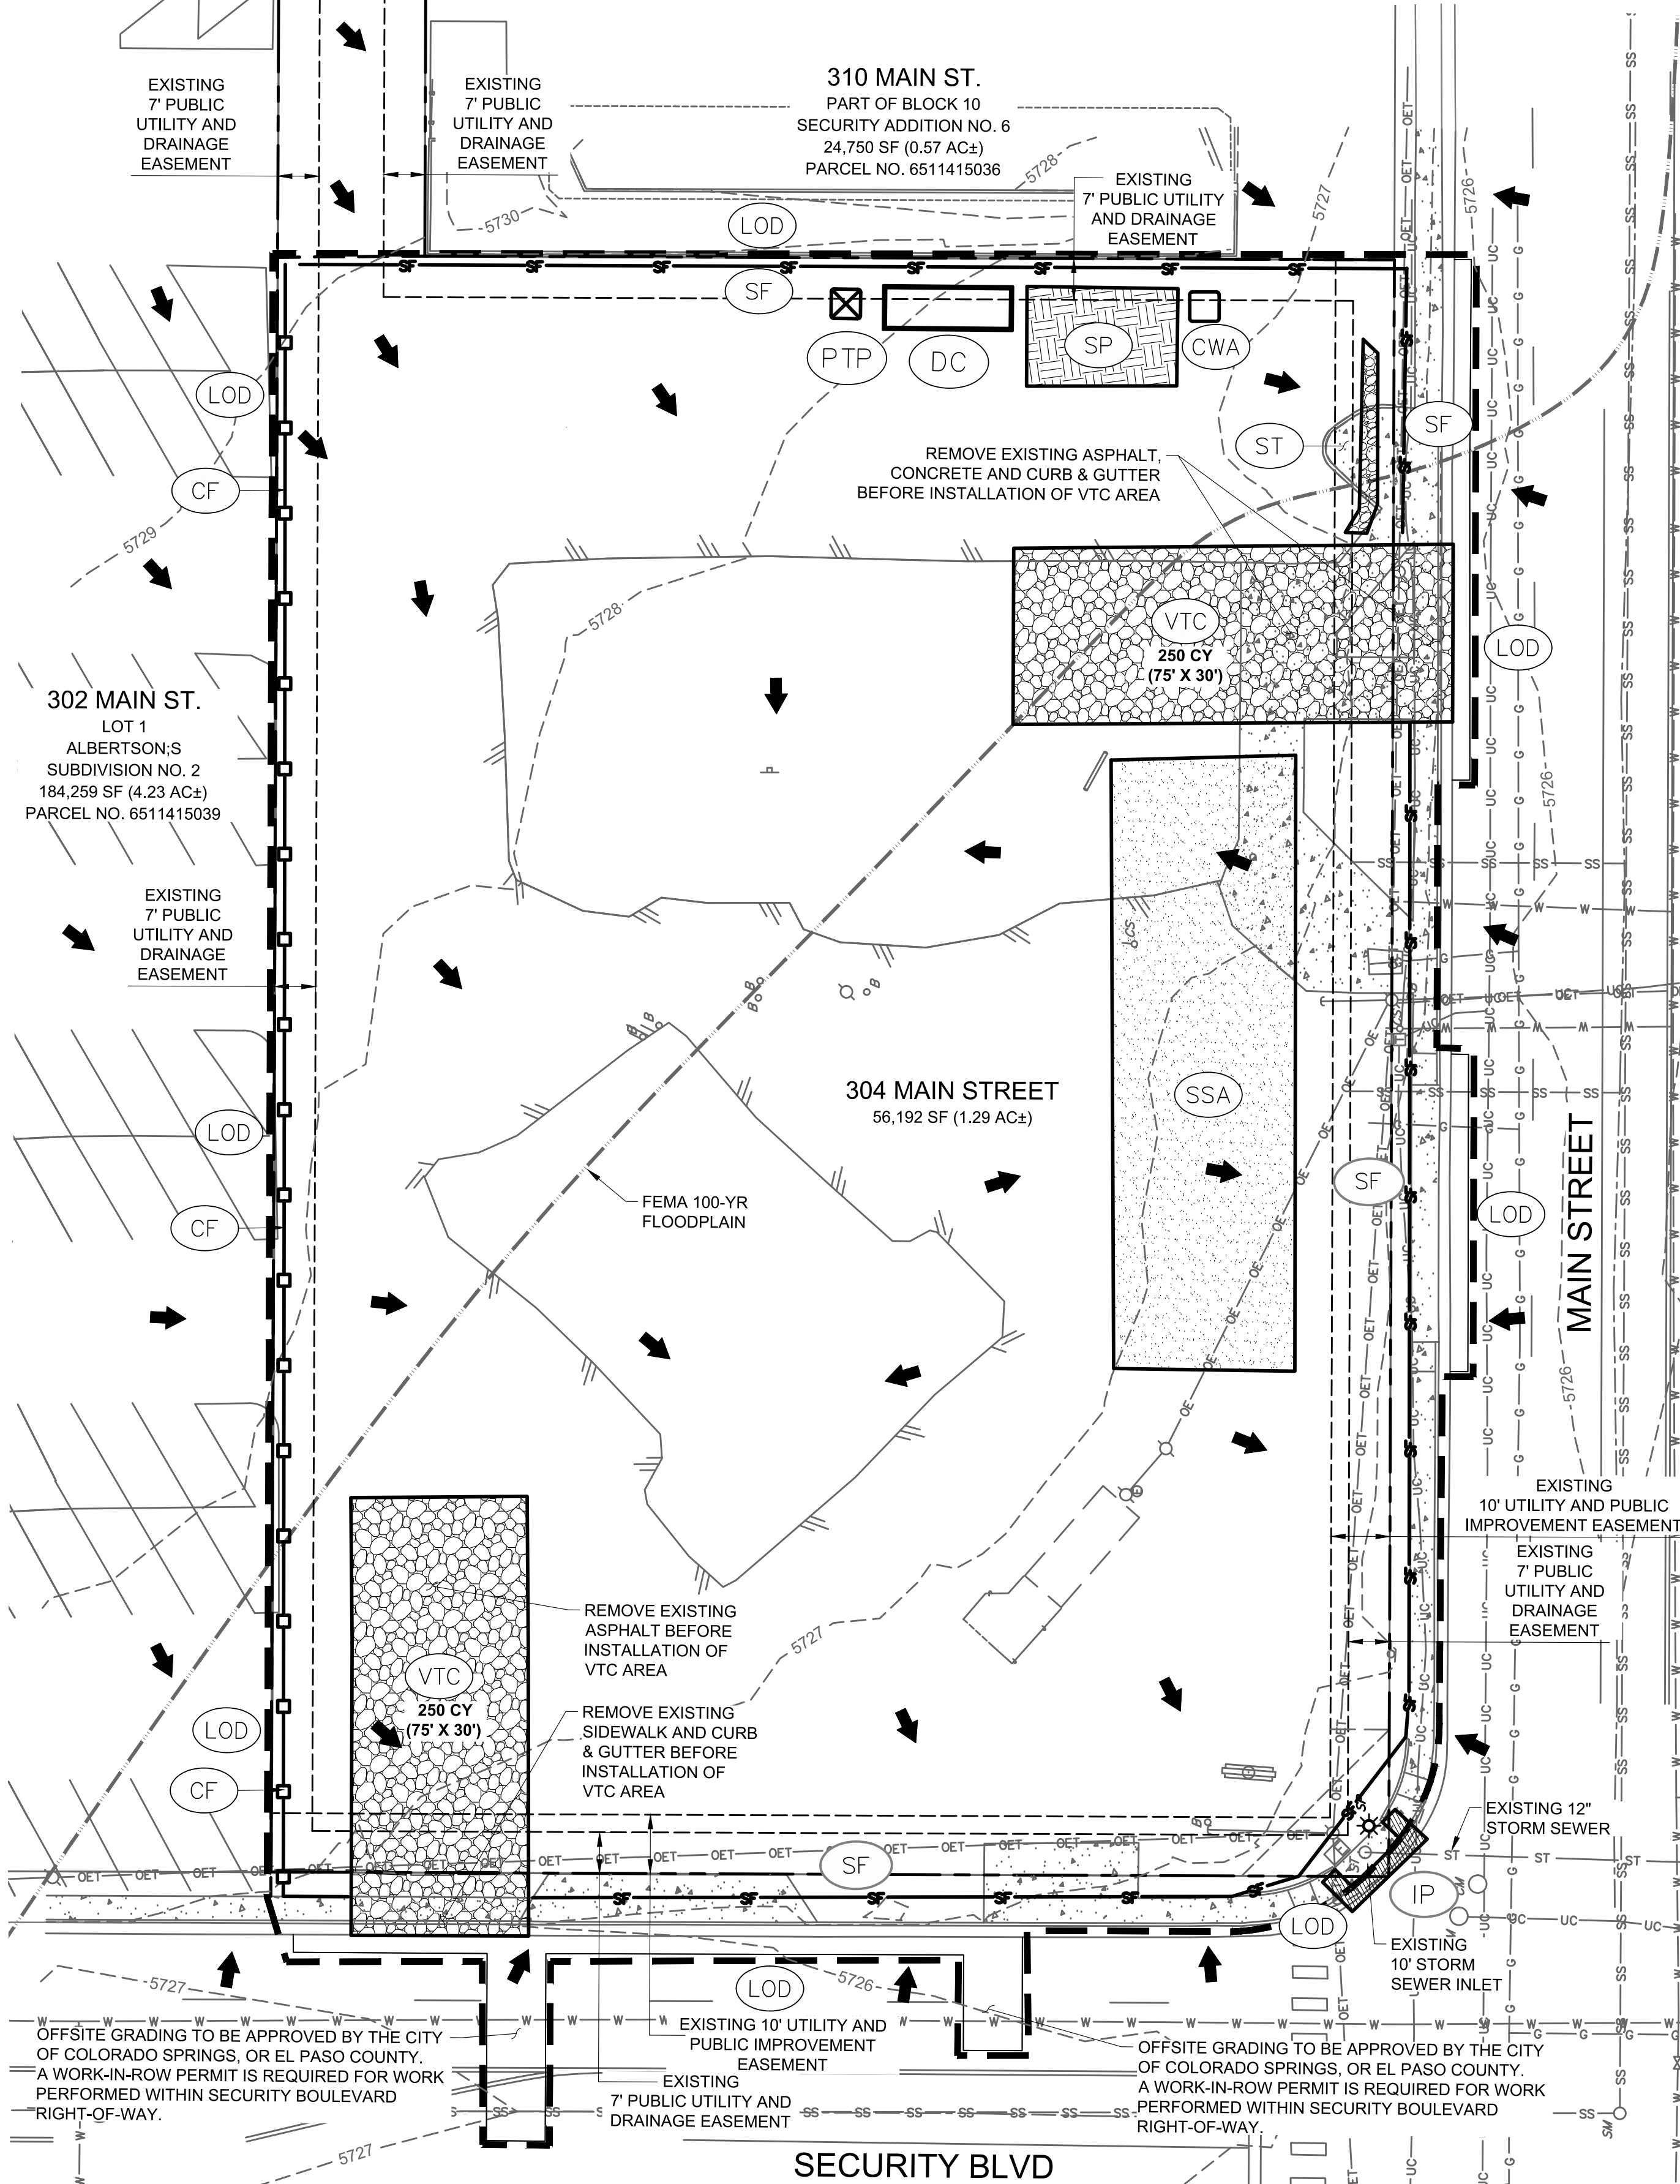 EXISTING
7' PUBLIC
UTILITY AND
DRAINAGE
EASEMENT
EXISTING
7' PUBLIC
UTILITY AND
DRAINAGE
EASEMENT
310 MAIN ST.
PART OF BLOCK 10
SECURITY ADDITION NO. 6
24,750 SF (0.57 AC±)
PARCEL NO. 6511415036
EXISTING
7' PUBLIC UTILITY
AND DRAINAGE
EASEMENT
5730
5728
5727
5726
LOD
SF
PTP
DC
SP
CWA
LOD
CF
5729
ST
SF
REMOVE EXISTING ASPHALT,
CONCRETE AND CURB & GUTTER
BEFORE INSTALLATION OF VTC AREA
5728
VTC
250 CY
(75' X 30')
LOD
302 MAIN ST.
LOT 1
ALBERTSON;S
SUBDIVISION NO. 2
184,259 SF (4.23 AC±)
PARCEL NO. 6511415039
5726
EXISTING
7' PUBLIC
UTILITY AND
DRAINAGE
EASEMENT
304 MAIN STREET
56,192 SF (1.29 AC±)
SSA
LOD
CF
SF
LOD
MAIN STREET
FEMA 100-YR
FLOODPLAIN
5726
EXISTING
10' UTILITY AND PUBLIC
IMPROVEMENT EASEMENT
EXISTING
7' PUBLIC
UTILITY AND
DRAINAGE
EASEMENT
REMOVE EXISTING
ASPHALT BEFORE
INSTALLATION OF
VTC AREA
5727
VTC
250 CY
(75' X 30')
REMOVE EXISTING
SIDEWALK AND CURB
& GUTTER BEFORE
INSTALLATION OF
VTC AREA
LOD
CF
EXISTING 12"
STORM SEWER
SF
IP
LOD
EXISTING
10' STORM
SEWER INLET
5727
LOD
5726
EXISTING 10' UTILITY AND
PUBLIC IMPROVEMENT
EASEMENT
EXISTING
7' PUBLIC UTILITY AND
DRAINAGE EASEMENT
OFFSITE GRADING TO BE APPROVED BY THE CITY
OF COLORADO SPRINGS, OR EL PASO COUNTY.
A WORK-IN-ROW PERMIT IS REQUIRED FOR WORK
PERFORMED WITHIN SECURITY BOULEVARD
RIGHT-OF-WAY.
OFFSITE GRADING TO BE APPROVED BY THE CITY
OF COLORADO SPRINGS, OR EL PASO COUNTY.
A WORK-IN-ROW PERMIT IS REQUIRED FOR WORK
PERFORMED WITHIN SECURITY BOULEVARD
RIGHT-OF-WAY.
5727
SECURITY BLVD